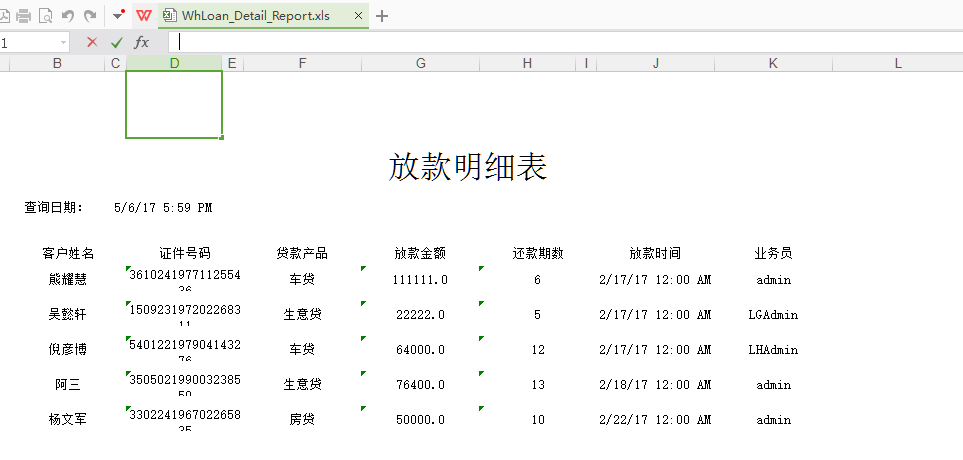 WhLoan_Detail_Report.xls
1 fx
B C D E F G H I J K L
放款明细表
查询日期: 5/6/17 5:59 PM
客户姓名 证件号码 贷款产品 放款金额 还款期数 放款时间 业务员
熊耀慧 3610241977112554 车贷 111111.0 6 2/17/17 12:00 AM admin
吴懿轩 1509231972022683 生意贷 22222.0 5 2/17/17 12:00 AM LGAdmin
倪彦博 5401221979041432 车贷 64000.0 12 2/17/17 12:00 AM LHAdmin
阿三 3505021990032385 生意贷 76400.0 13 2/18/17 12:00 AM admin
杨文军 3302241967022658 房贷 50000.0 10 2/22/17 12:00 AM admin